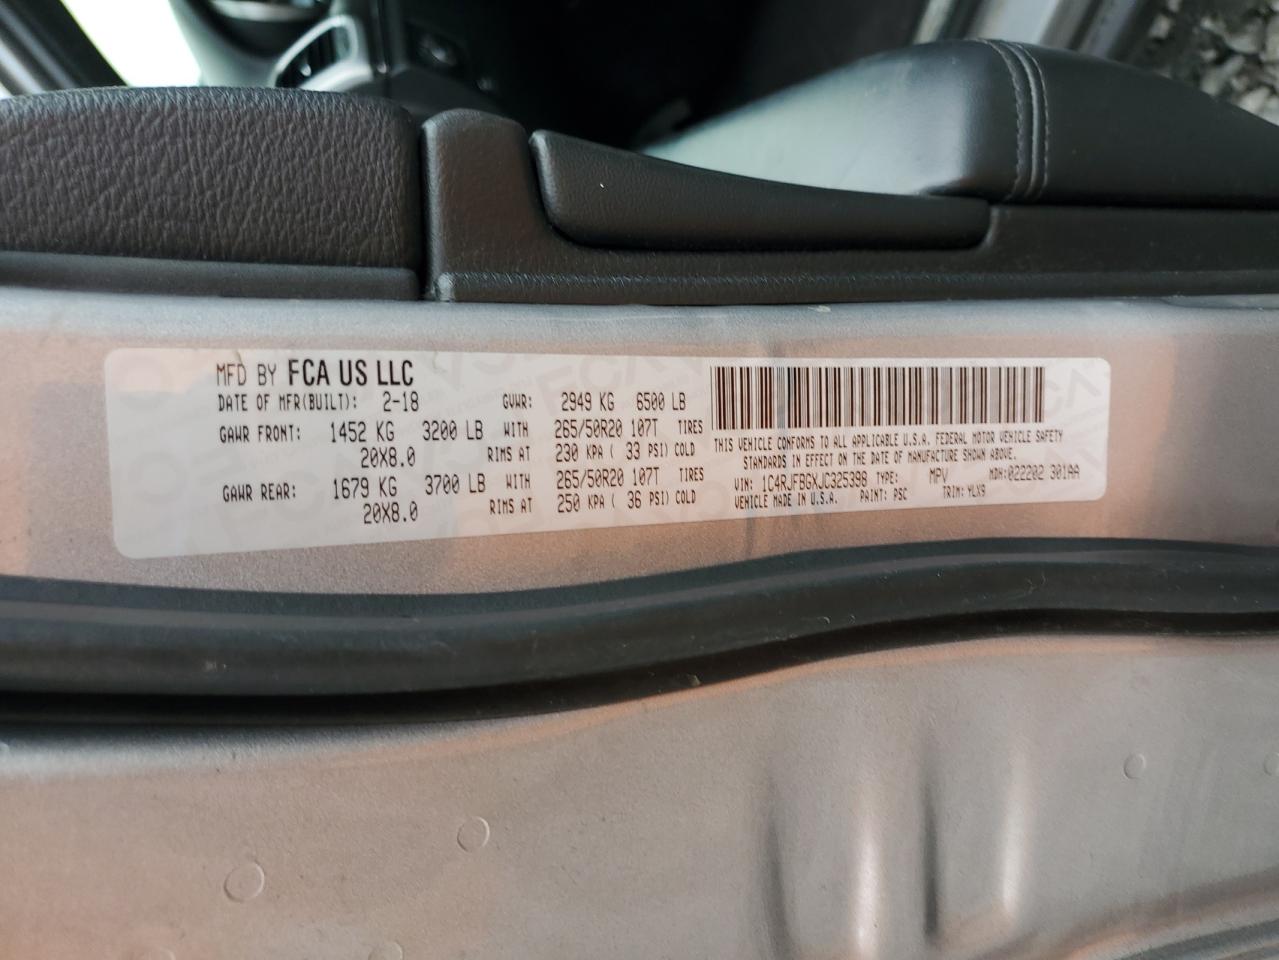 MFD BY FCA US LLC
DATE OF MFR(BUILT): 2-18 GVWR: 2949 KG 6500 LB
GAWR FRONT: 1452 KG 3200 LB WITH 265/50R20 107T TIRES
20X8.0 RIMS AT 230 KPA ( 33 PSI) COLD
GAWR REAR: 1679 KG 3700 LB WITH 265/50R20 107T TIRES
20X8.0 RIMS AT 250 KPA ( 36 PSI) COLD
THIS VEHICLE CONFORMS TO ALL APPLICABLE U.S.A. FEDERAL MOTOR VEHICLE SAFETY
STANDARDS IN EFFECT ON THE DATE OF MANUFACTURE SHOWN ABOVE.
VIN: 1C4RJFBGXJC325398 TYPE: MPV MDH:022202 301AA
VEHICLE MADE IN U.S.A. PAINT: PSC TRIM: YLX9